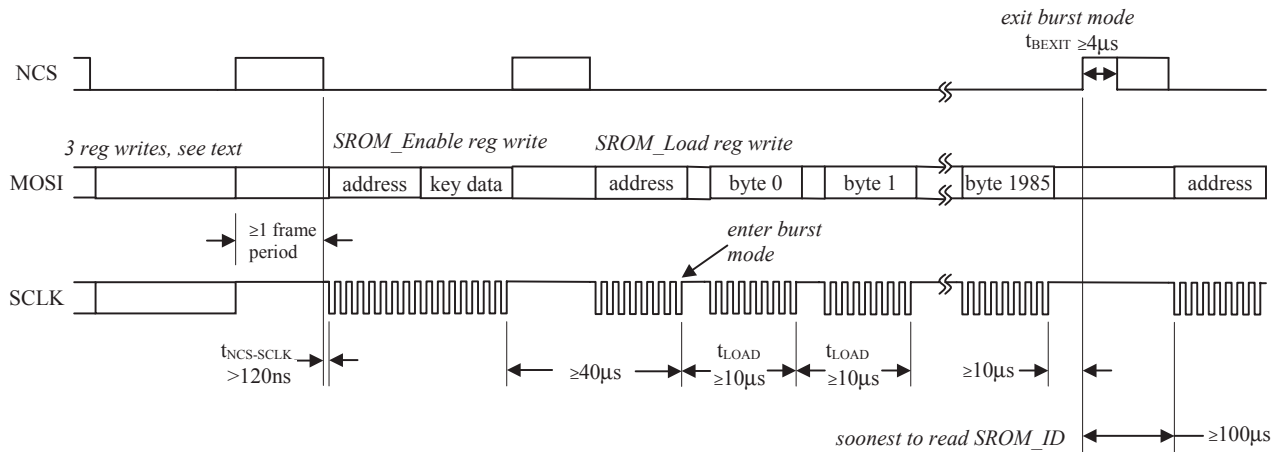 exit burst mode
tBEXIT ≥4μs
NCS
3 reg writes, see text
SROM_Enable reg write
SROM_Load reg write
MOSI
address
key data
address
byte 0
byte 1
byte 1985
address
≥1 frame
period
enter burst
mode
SCLK
tNCS-SCLK
>120ns
≥40μs
tLOAD
≥10μs
tLOAD
≥10μs
≥10μs
soonest to read SROM_ID
≥100μs